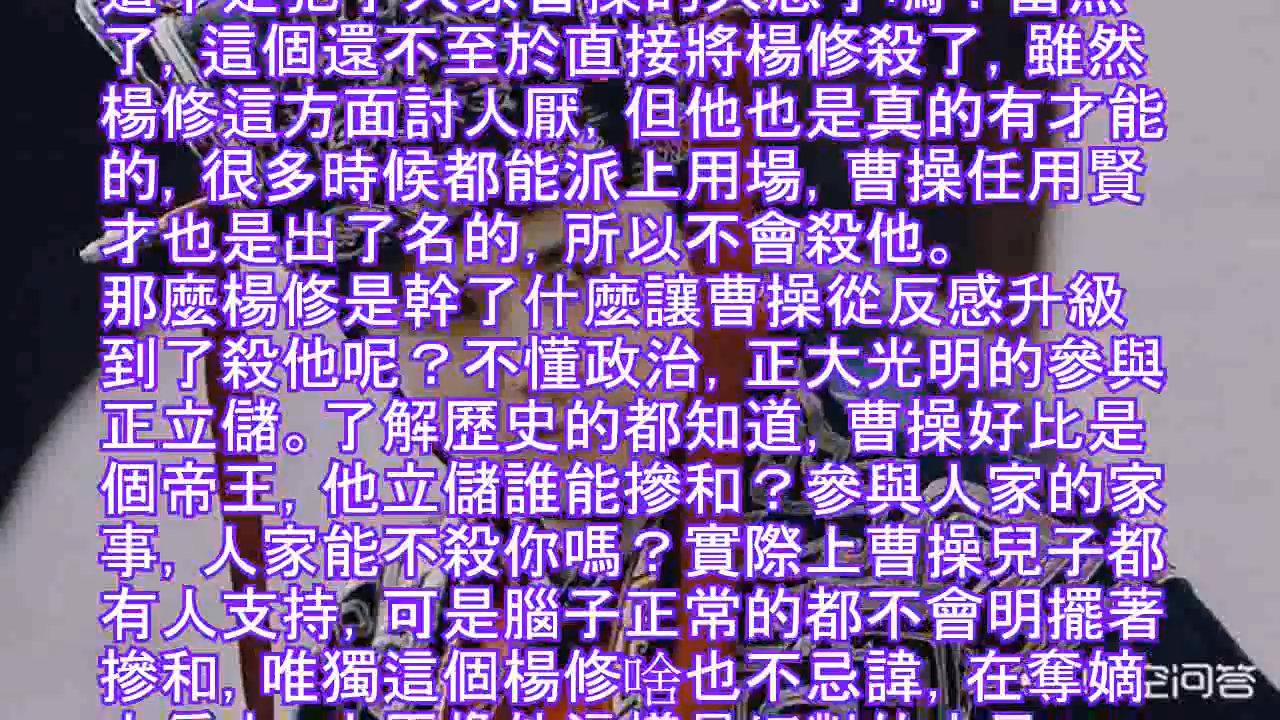 了, 這個還不至於直接將楊修殺了, 雖然
楊修這方面討人厭, 但他也是真的有才能
的, 很多時候都能派上用場, 曹操任用賢
才也是出了名的, 所以不會殺他。
那麼楊修是幹了什麼讓曹操從反感升級
到了殺他呢？不懂政治, 正大光明的參與
正立儲。了解歷史的都知道, 曹操好比是
個帝王, 他立儲誰能摻和？參與人家的家
事, 人家能不殺你嗎？實際上曹操兒子都
有人支持, 可是腦子正常的都不會明擺著
摻和, 唯獨這個楊修啥也不忌諱, 在奪嫡
問答